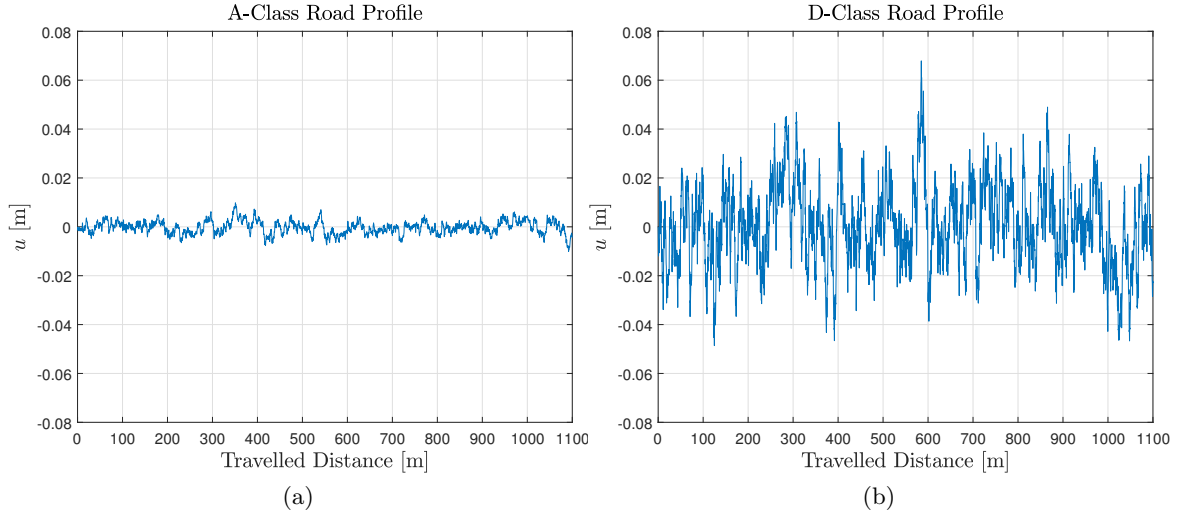 A-Class Road Profile
0.08
0.06
0.04
0.02
0
-0.02
-0.04
-0.06
-0.08
u [m]
0 100 200 300 400 500 600 700 800 900 1000 1100
Travelled Distance [m]
(a)
D-Class Road Profile
0.08
0.06
0.04
0.02
0
-0.02
-0.04
-0.06
-0.08
u [m]
0 100 200 300 400 500 600 700 800 900 1000 1100
Travelled Distance [m]
(b)